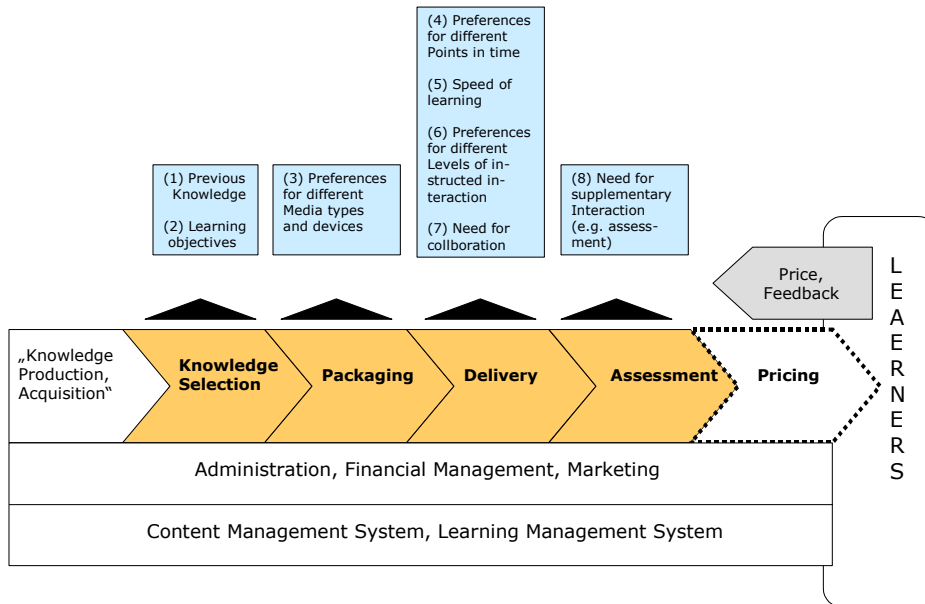 (4) Preferences
for different
Points in time
(5) Speed of
learning
(6) Preferences
for different
Levels of in-
structed in-
teraction
(7) Need for
collboration
(1) Previous
Knowledge
(2) Learning
objectives
(3) Preferences
for different
Media types
and devices
(8) Need for
supplementary
Interaction
(e.g. assess-
ment)
Price,
Feedback
„Knowledge
Production,
Acquisition“
Knowledge
Selection
Packaging
Delivery
Assessment
Pricing
LEAERNERS
Administration, Financial Management, Marketing
Content Management System, Learning Management System